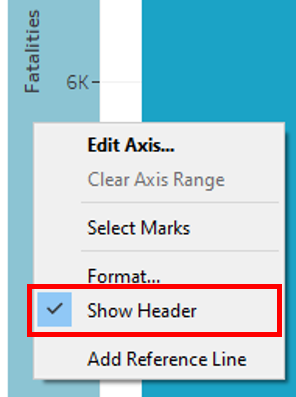 Fatalities
6K
Edit Axis...
Clear Axis Range
Select Marks
Format...
Show Header
Add Reference Line